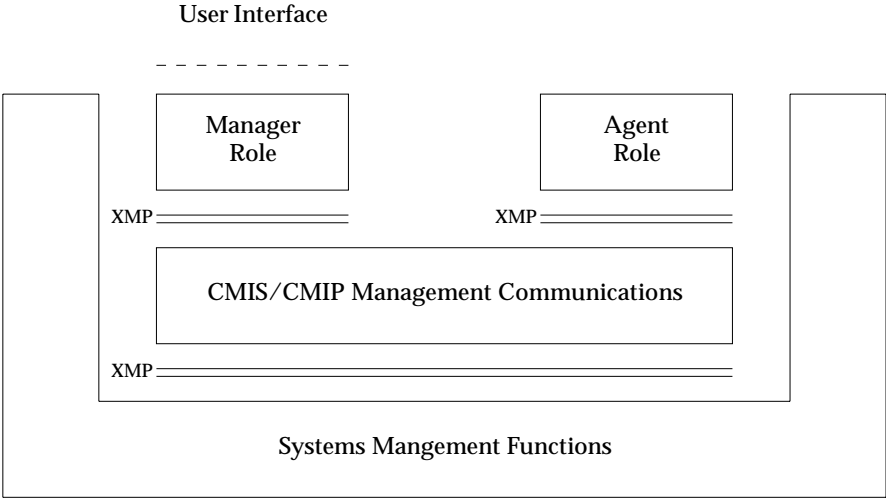 User Interface
Manager
Role
Agent
Role
XMP
XMP
CMIS/CMIP Management Communications
XMP
Systems Mangement Functions